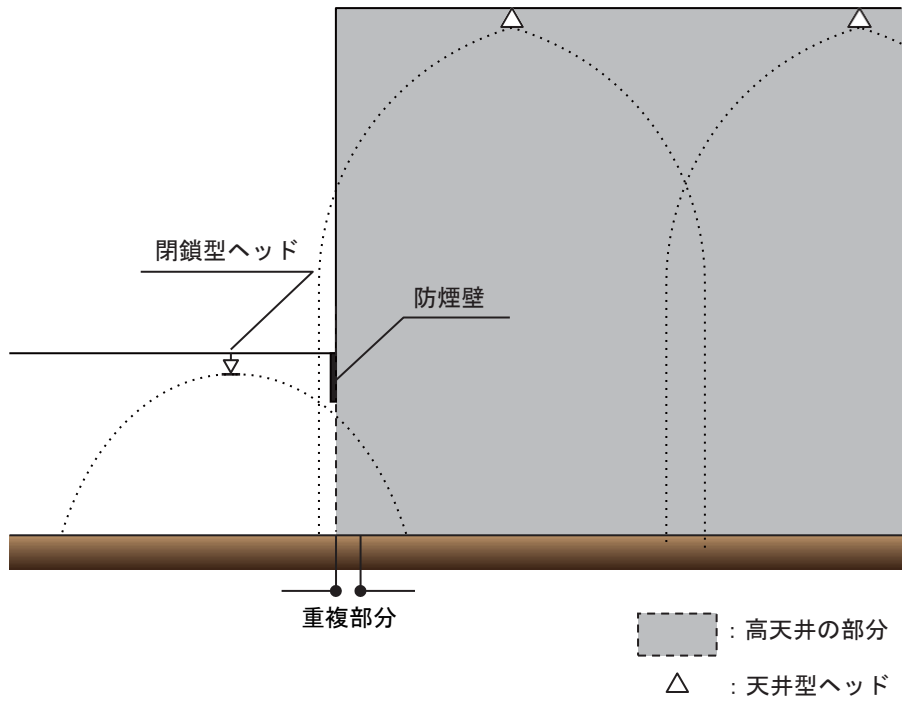 閉鎖型ヘッド
防煙壁
重複部分
：高天井の部分
：天井型ヘッド